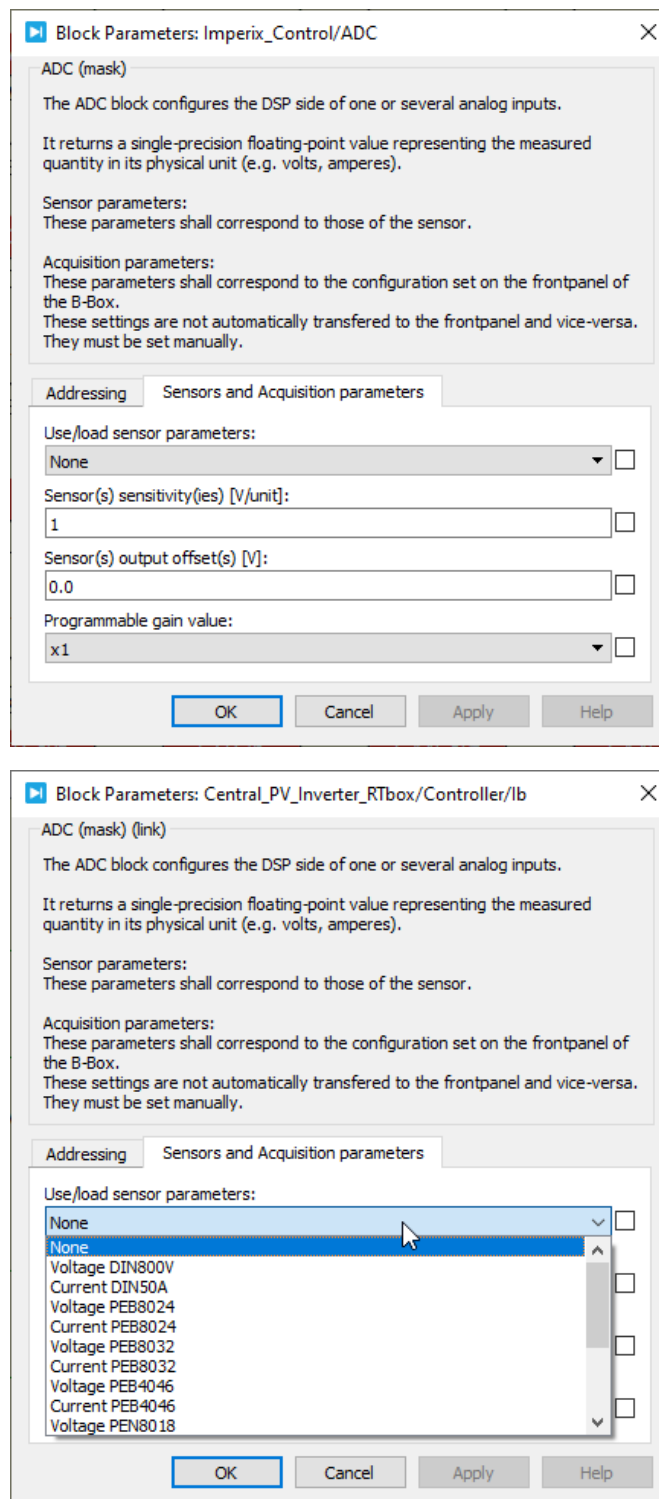 Block Parameters: Imperix_Control/ADC
ADC (mask)
The ADC block configures the DSP side of one or several analog inputs.
It returns a single-precision floating-point value representing the measured
quantity in its physical unit (e.g. volts, amperes).
Sensor parameters:
These parameters shall correspond to those of the sensor.
Acquisition parameters:
These parameters shall correspond to the configuration set on the frontpanel of
the B-Box.
These settings are not automatically transfered to the frontpanel and vice-versa.
They must be set manually.
Addressing Sensors and Acquisition parameters
Use/load sensor parameters:
None
Sensor(s) sensitivity(ies) [V/unit]:
1
Sensor(s) output offset(s) [V]:
0.0
Programmable gain value:
x1
OK Cancel Apply Help
Block Parameters: Central_PV_Inverter_RTbox/Controller/Ib
ADC (mask) (link)
The ADC block configures the DSP side of one or several analog inputs.
It returns a single-precision floating-point value representing the measured
quantity in its physical unit (e.g. volts, amperes).
Sensor parameters:
These parameters shall correspond to those of the sensor.
Acquisition parameters:
These parameters shall correspond to the configuration set on the frontpanel of
the B-Box.
These settings are not automatically transfered to the frontpanel and vice-versa.
They must be set manually.
Addressing Sensors and Acquisition parameters
Use/load sensor parameters:
None
None
Voltage DIN800V
Current DIN50A
Voltage PEB8024
Current PEB8024
Voltage PEB8032
Current PEB8032
Voltage PEB4046
Current PEB4046
Voltage PEN8018
OK Cancel Apply Help